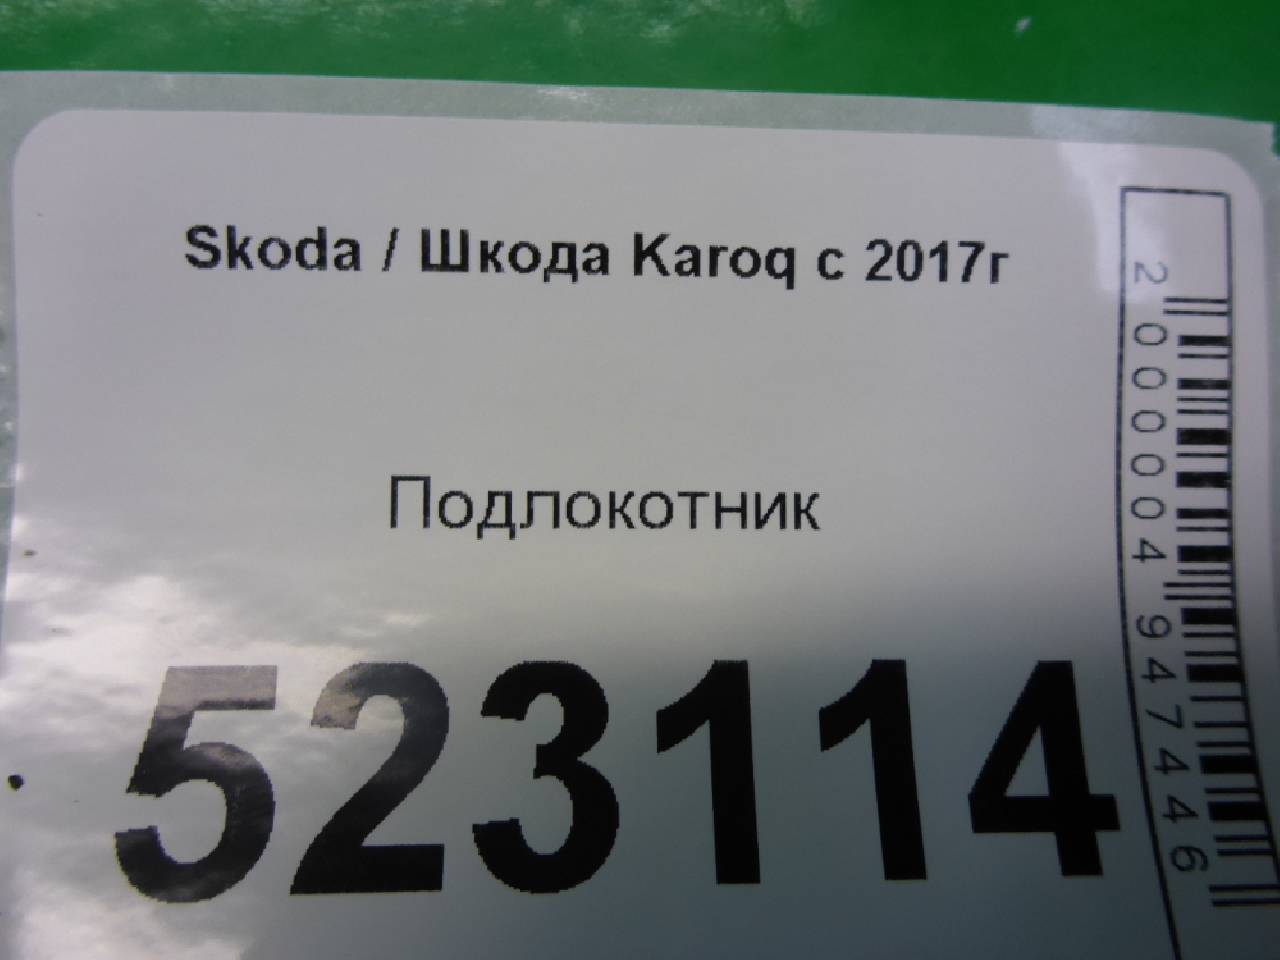 Skoda / Шкода Karoq с 2017г
Подлокотник
523114
2000004947446